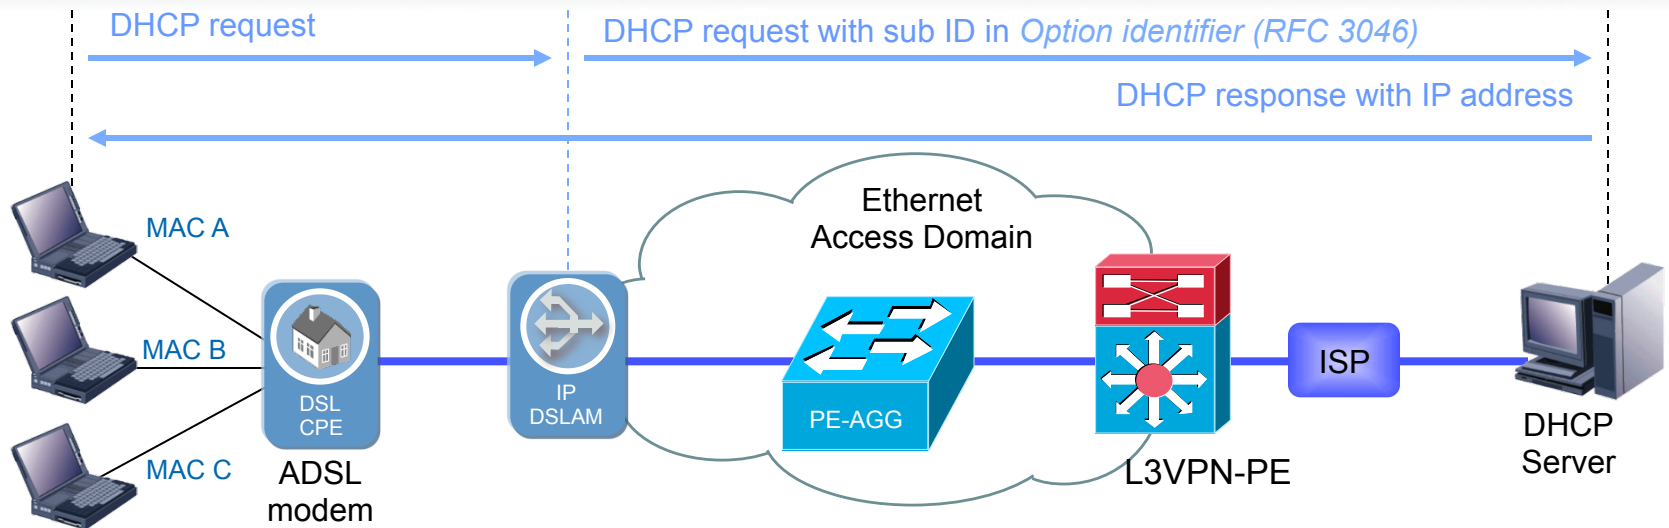 DHCP request
DHCP request with sub ID in Option identifier (RFC 3046)
DHCP response with IP address
Ethernet
Access Domain
MAC A
MAC B
MAC C
DSL
CPE
ADSL
modem
IP
DSLAM
PE-AGG
L3VPN-PE
ISP
DHCP
Server